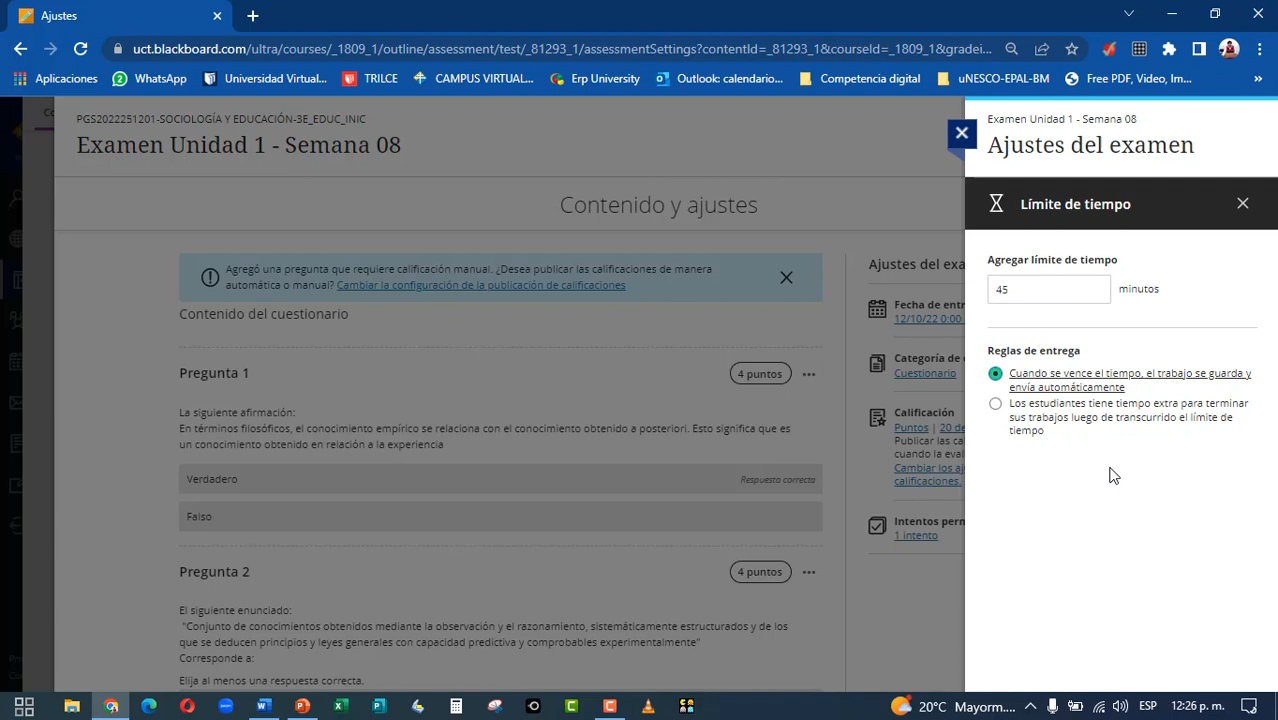 Ajustes
uct.blackboard.com/ultra/courses/_1809_1/outline/assessment/test/_81293_1/assessmentSettings?contentId=_81293_1&courseId=_1809_1&gradei...
Aplicaciones
WhatsApp
Universidad Virtual...
TRILCE
CAMPUS VIRTUAL...
Erp University
Outlook: calendario...
Competencia digital
uNESCO-EPAL-BM
Free PDF, Video, Im...
»
PGS2022251201-SOCIOLOGÍA Y EDUCACIÓN-3E_EDUC_INIC
Examen Unidad 1 - Semana 08
Contenido y ajustes
Agregó una pregunta que requiere calificación manual. ¿Desea publicar las calificaciones de manera
automática o manual? Cambiar la configuración de la publicación de calificaciones
Contenido del cuestionario
Pregunta 1
4 puntos
La siguiente afirmación:
En términos filosóficos, el conocimiento empírico se relaciona con el conocimiento obtenido a posteriori. Esto significa que es
un conocimiento obtenido en relación a la experiencia
Verdadero
Respuesta correcta
Falso
Pregunta 2
4 puntos
El siguiente enunciado:
"Conjunto de conocimientos obtenidos mediante la observación y el razonamiento, sistemáticamente estructurados y de los
que se deducen principios y leyes generales con capacidad predictiva y comprobables experimentalmente"
Corresponde a:
Elija al menos una respuesta correcta.
Ajustes del exa
Fecha de entr
12/10/22 0:00
Categoría de
Cuestionario
Calificación
Puntos | 20 de
Publicar las ca
cuando la eval
Cambiar los aj
calificaciones.
Intentos perm
1 intento
Examen Unidad 1 - Semana 08
Ajustes del examen
Límite de tiempo
Agregar límite de tiempo
45
minutos
Reglas de entrega
Cuando se vence el tiempo, el trabajo se guarda y
envía automáticamente
Los estudiantes tiene tiempo extra para terminar
sus trabajos luego de transcurrido el límite de
tiempo
20°C Mayorm...
ESP
12:26 p. m.